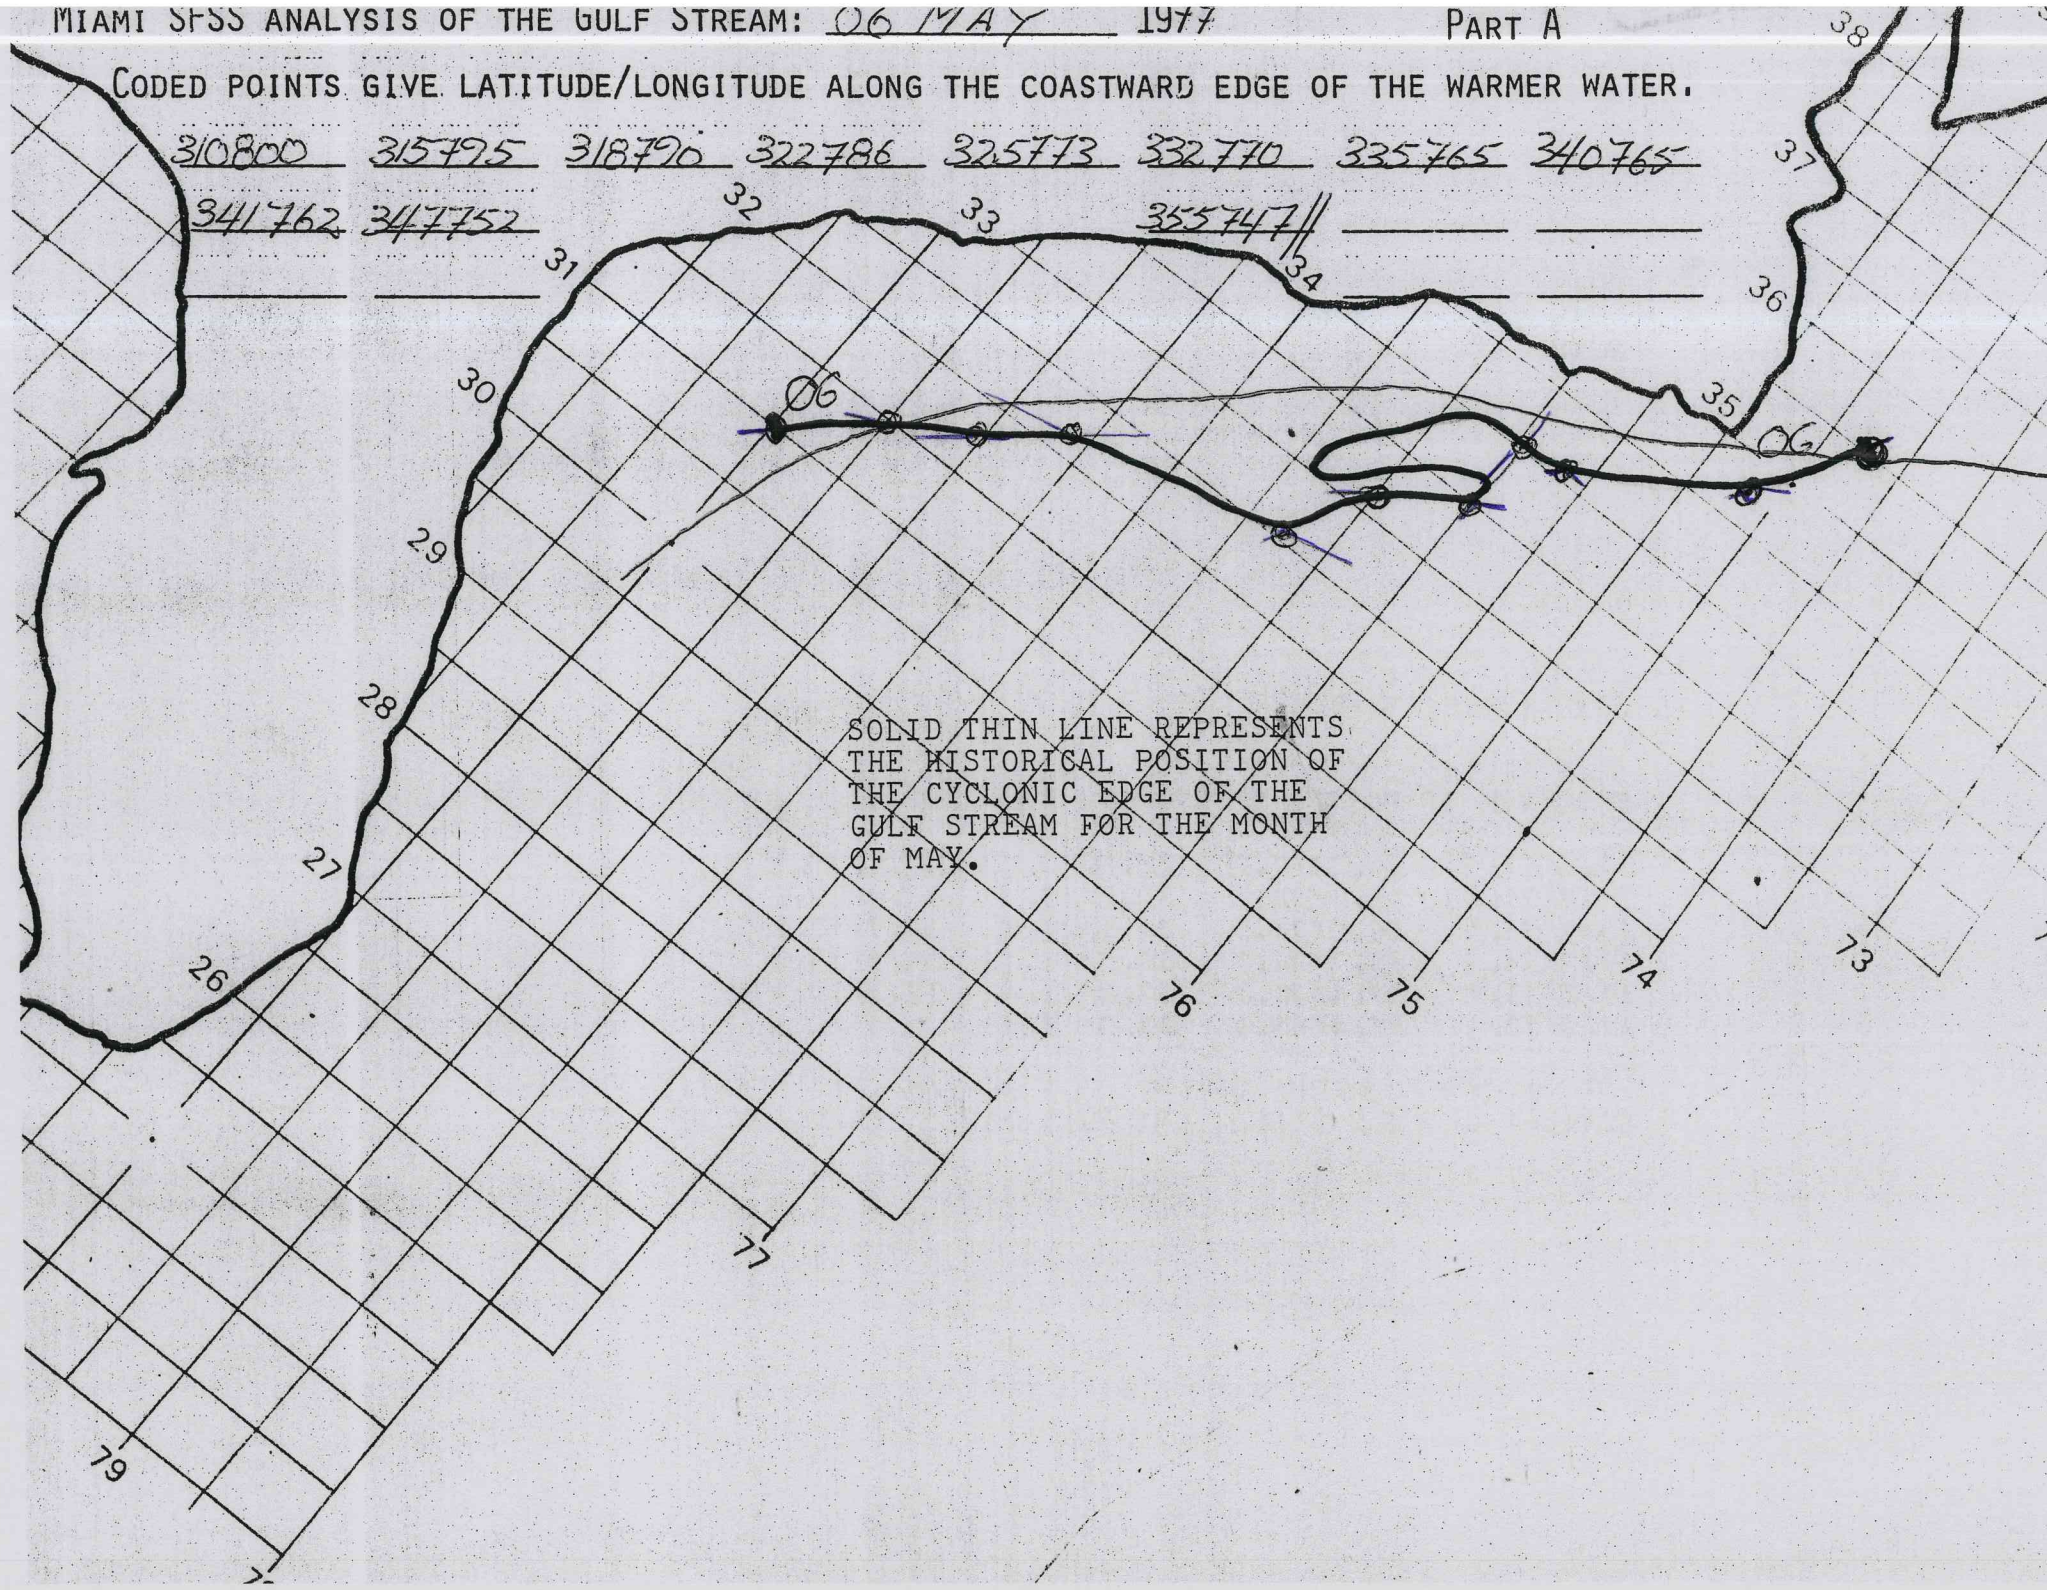 MIAMI SFSS ANALYSIS OF THE GULF STREAM: 06 MAY 1977 PART A
CODED POINTS GIVE LATITUDE/LONGITUDE ALONG THE COASTWARD EDGE OF THE WARMER WATER.
310800 315795 318790 322786 325773 332770 335765 340765
341762 347752 355747//
38
37
36
35
34
33
32
31
30
29
28
27
26
06
06
SOLID THIN LINE REPRESENTS
THE HISTORICAL POSITION OF
THE CYCLONIC EDGE OF THE
GULF STREAM FOR THE MONTH
OF MAY.
73
74
75
76
77
79